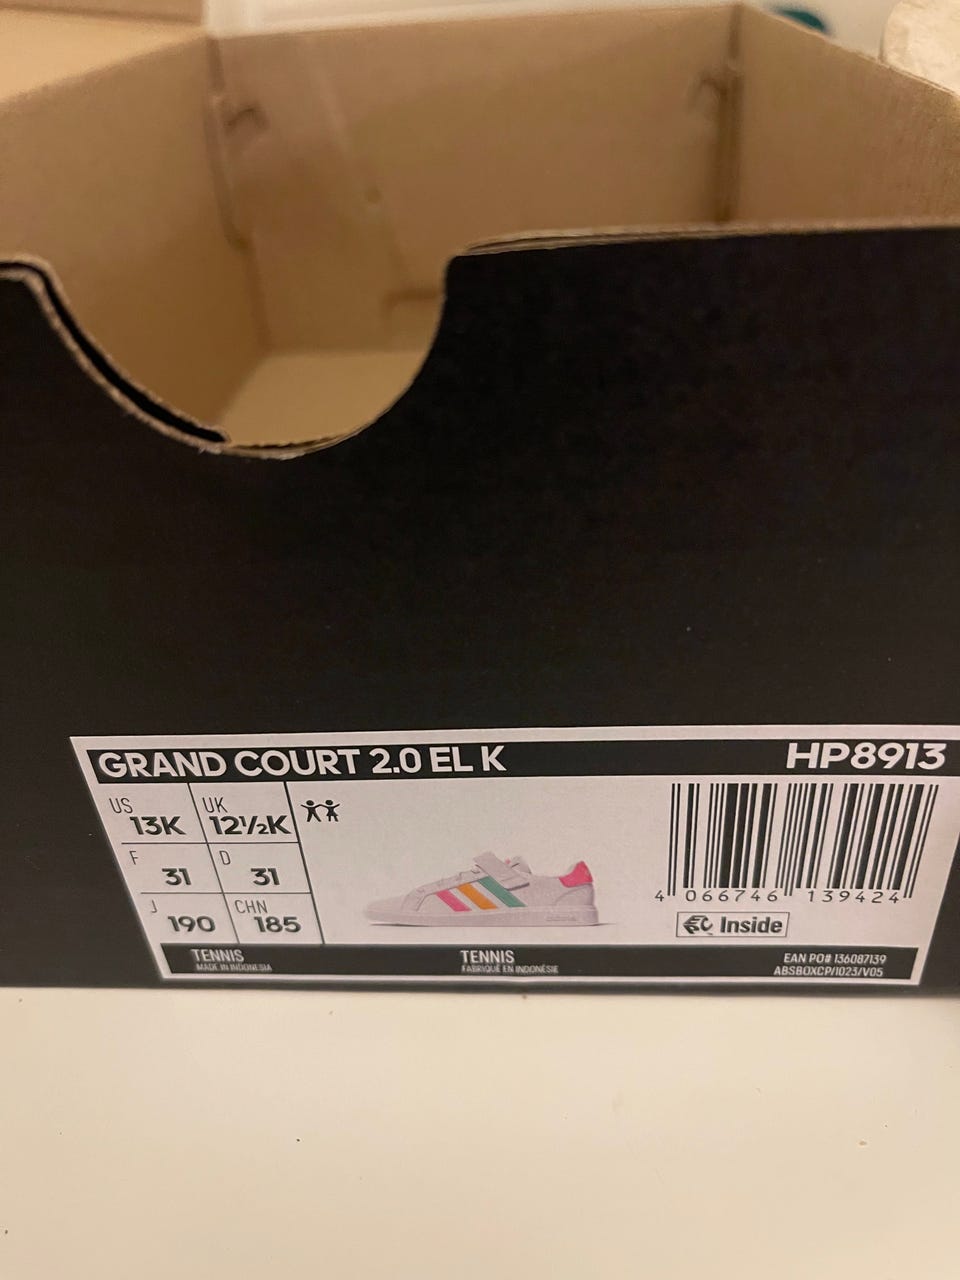 GRAND COURT 2.0 EL K HP8913
US UK
13K 12½K
F D
31 31
J CHN
190 185
4 066746 139424
Inside
TENNIS TENNIS EAN PO# 136087139
MADE IN INDONESIA FABRIQUÉ EN INDONÉSIE ABSBOXCP/1023/V05